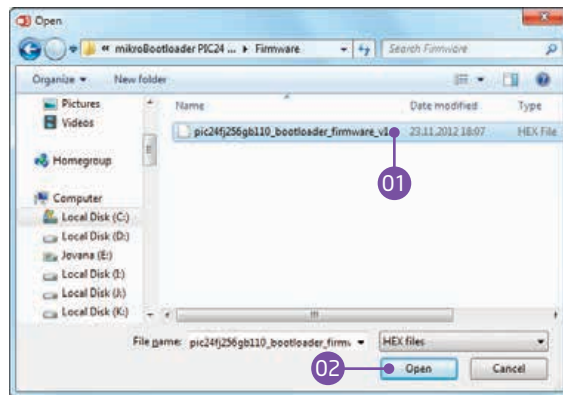 Open
« mikroBootloader PIC24 ... ▸ Firmware
Search Firmware
Organize
New folder
Name
Date modified
Type
Pictures
Videos
Homegroup
Computer
Local Disk (C:)
Local Disk (D:)
Jovana (E:)
Local Disk (I:)
Local Disk (J:)
Local Disk (K:)
pic24fj256gb110_bootloader_firmware_v1
23.11.2012 18:07
HEX File
01
File name:
pic24fj256gb110_bootloader_firm
HEX files
02
Open
Cancel